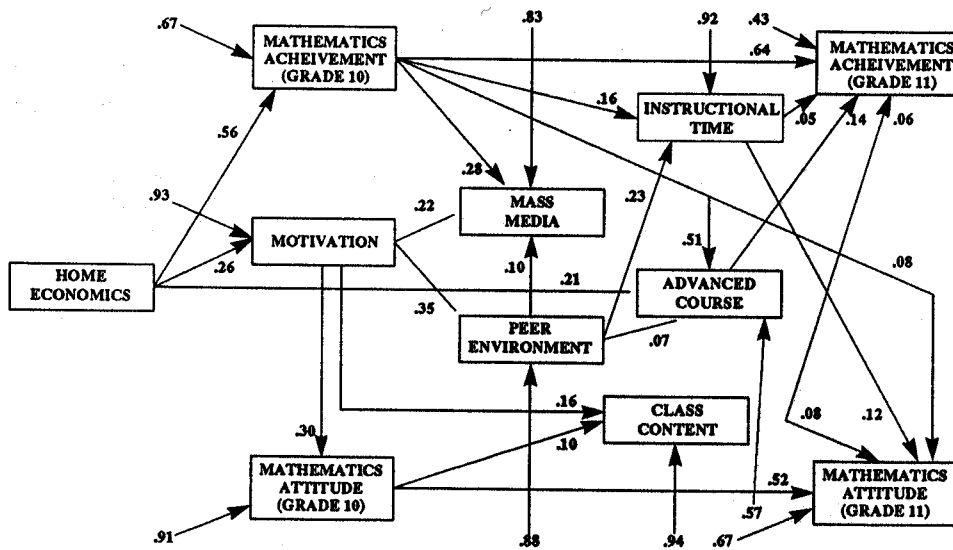 .67
MATHEMATICS
ACHEIVEMENT
(GRADE 10)
.83
.92
.43
.64
MATHEMATICS
ACHEIVEMENT
(GRADE 11)
.16
INSTRUCTIONAL
TIME
.05
.14
.06
.56
.28
.93
.22
MASS
MEDIA
.23
MOTIVATION
.51
.26
HOME
ECONOMICS
.10
.21
ADVANCED
COURSE
.08
.35
PEER
ENVIRONMENT
.07
.16
CLASS
CONTENT
.08
.12
.30
.10
MATHEMATICS
ATTITUDE
(GRADE 10)
.52
MATHEMATICS
ATTITUDE
(GRADE 11)
.91
.88
.94
.57
.67